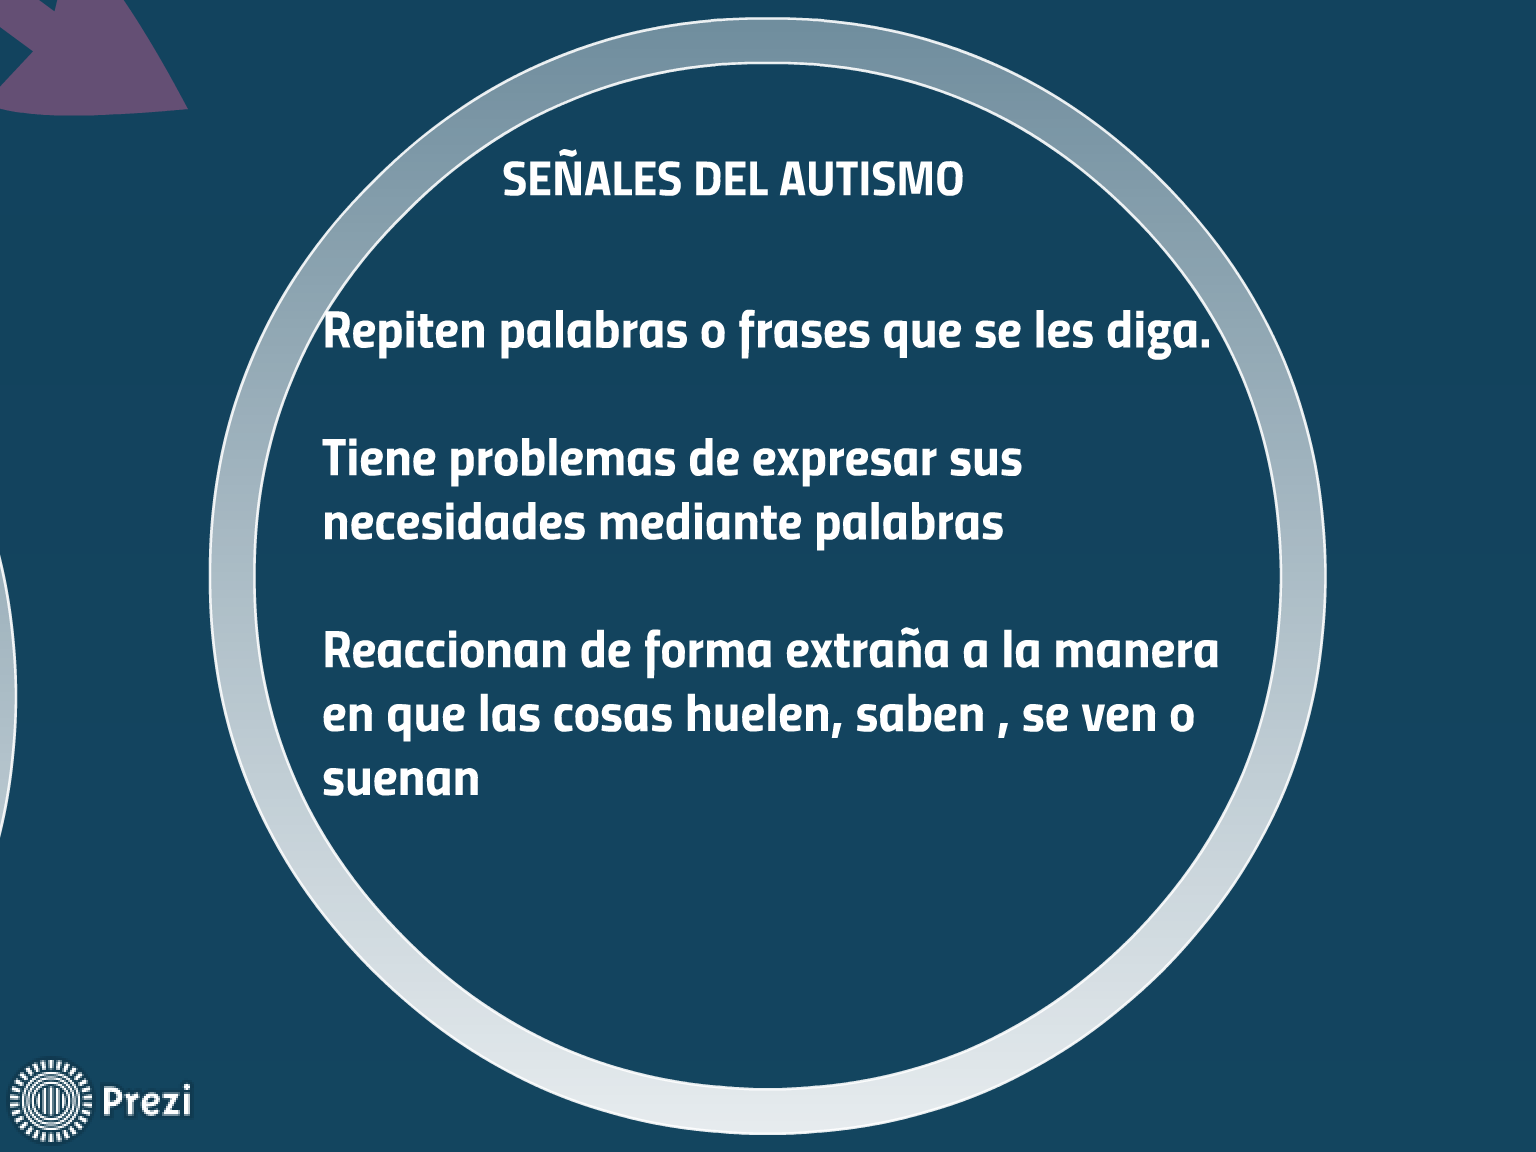 SEÑALES DEL AUTISMO
Repiten palabras o frases que se les diga.
Tiene problemas de expresar sus
necesidades mediante palabras
Reaccionan de forma extraña a la manera
en que las cosas huelen, saben , se ven o
suenan
Prezi